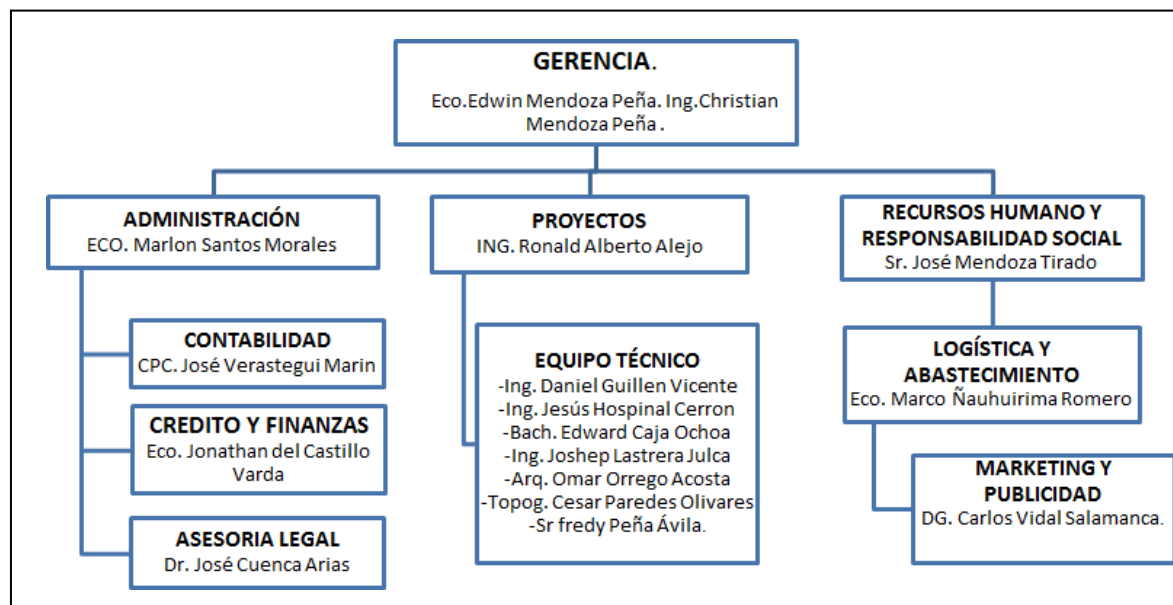 GERENCIA.
Eco.Edwin Mendoza Peña. Ing.Christian
Mendoza Peña .
ADMINISTRACIÓN
ECO. Marlon Santos Morales
CONTABILIDAD
CPC. José Verastegui Marin
CREDITO Y FINANZAS
Eco. Jonathan del Castillo
Varda
ASESORIA LEGAL
Dr. José Cuenca Arias
PROYECTOS
ING. Ronald Alberto Alejo
EQUIPO TÉCNICO
-Ing. Daniel Guillen Vicente
-Ing. Jesús Hospinal Cerron
-Bach. Edward Caja Ochoa
-Ing. Joshep Lastrera Julca
-Arq. Omar Orrego Acosta
-Topog. Cesar Paredes Olivares
-Sr fredy Peña Ávila.
RECURSOS HUMANO Y
RESPONSABILIDAD SOCIAL
Sr. José Mendoza Tirado
LOGÍSTICA Y
ABASTECIMIENTO
Eco. Marco Ñauhuirima Romero
MARKETING Y
PUBLICIDAD
DG. Carlos Vidal Salamanca.